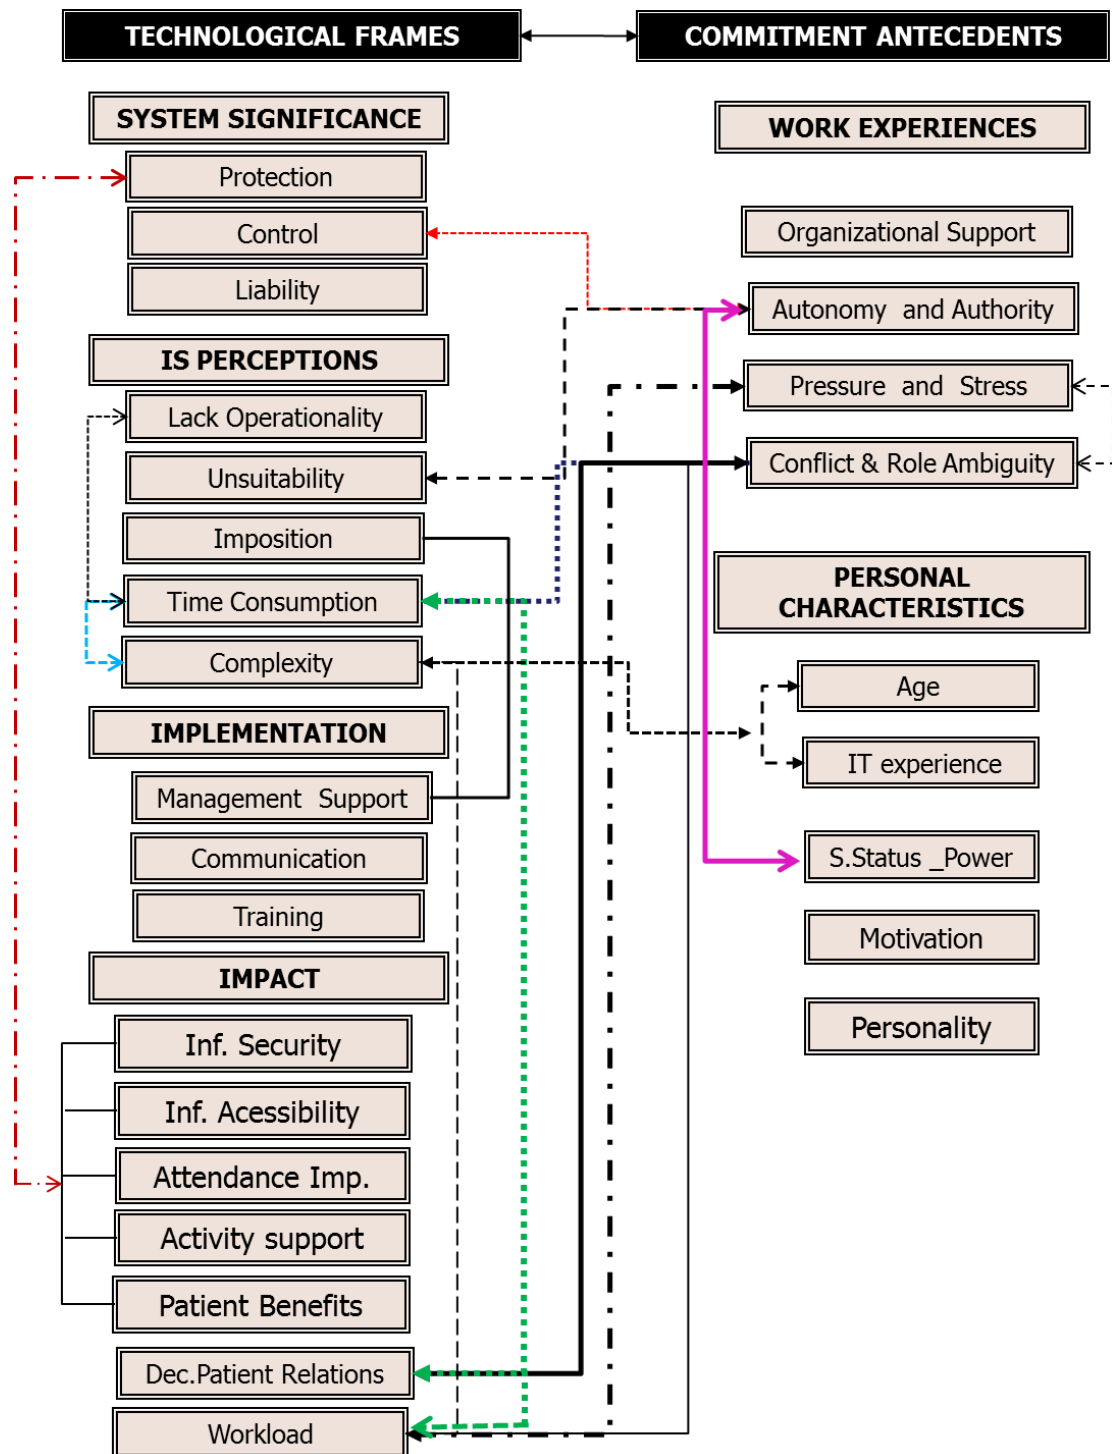 TECHNOLOGICAL FRAMES
COMMITMENT ANTECEDENTS
SYSTEM SIGNIFICANCE
Protection
Control
Liability
IS PERCEPTIONS
Lack Operationality
Unsuitability
Imposition
Time Consumption
Complexity
IMPLEMENTATION
Management Support
Communication
Training
IMPACT
Inf. Security
Inf. Acessibility
Attendance Imp.
Activity support
Patient Benefits
Dec.Patient Relations
Workload
WORK EXPERIENCES
Organizational Support
Autonomy and Authority
Pressure and Stress
Conflict & Role Ambiguity
PERSONAL
CHARACTERISTICS
Age
IT experience
S.Status _Power
Motivation
Personality